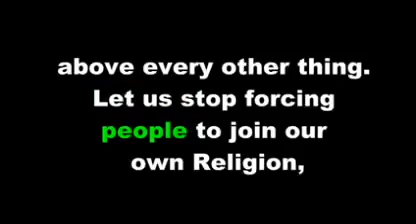 above every other thing.
Let us stop forcing
people to join our
own Religion,